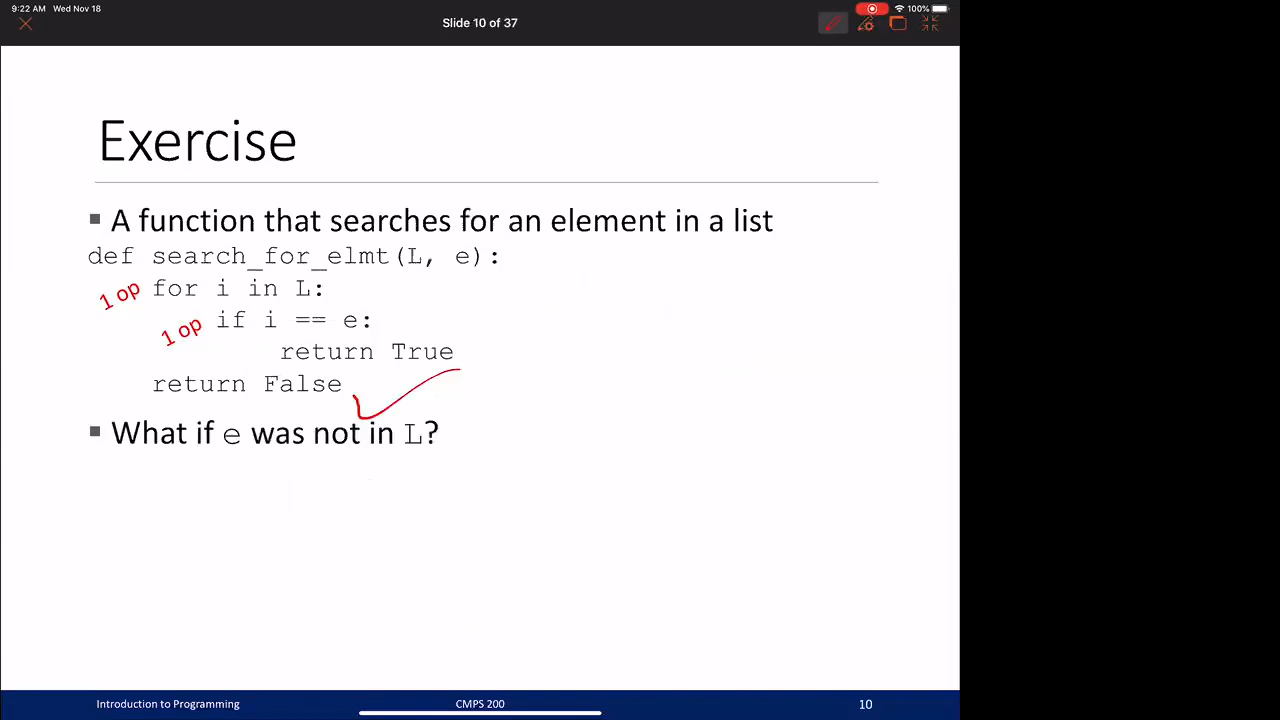 9:22 AM Wed Nov 18
Slide 10 of 37
100%
Exercise
▪ A function that searches for an element in a list
def search_for_elmt(L, e):
1 op for i in L:
1 op if i == e:
return True
return False
▪ What if e was not in L?
Introduction to Programming CMPS 200 10